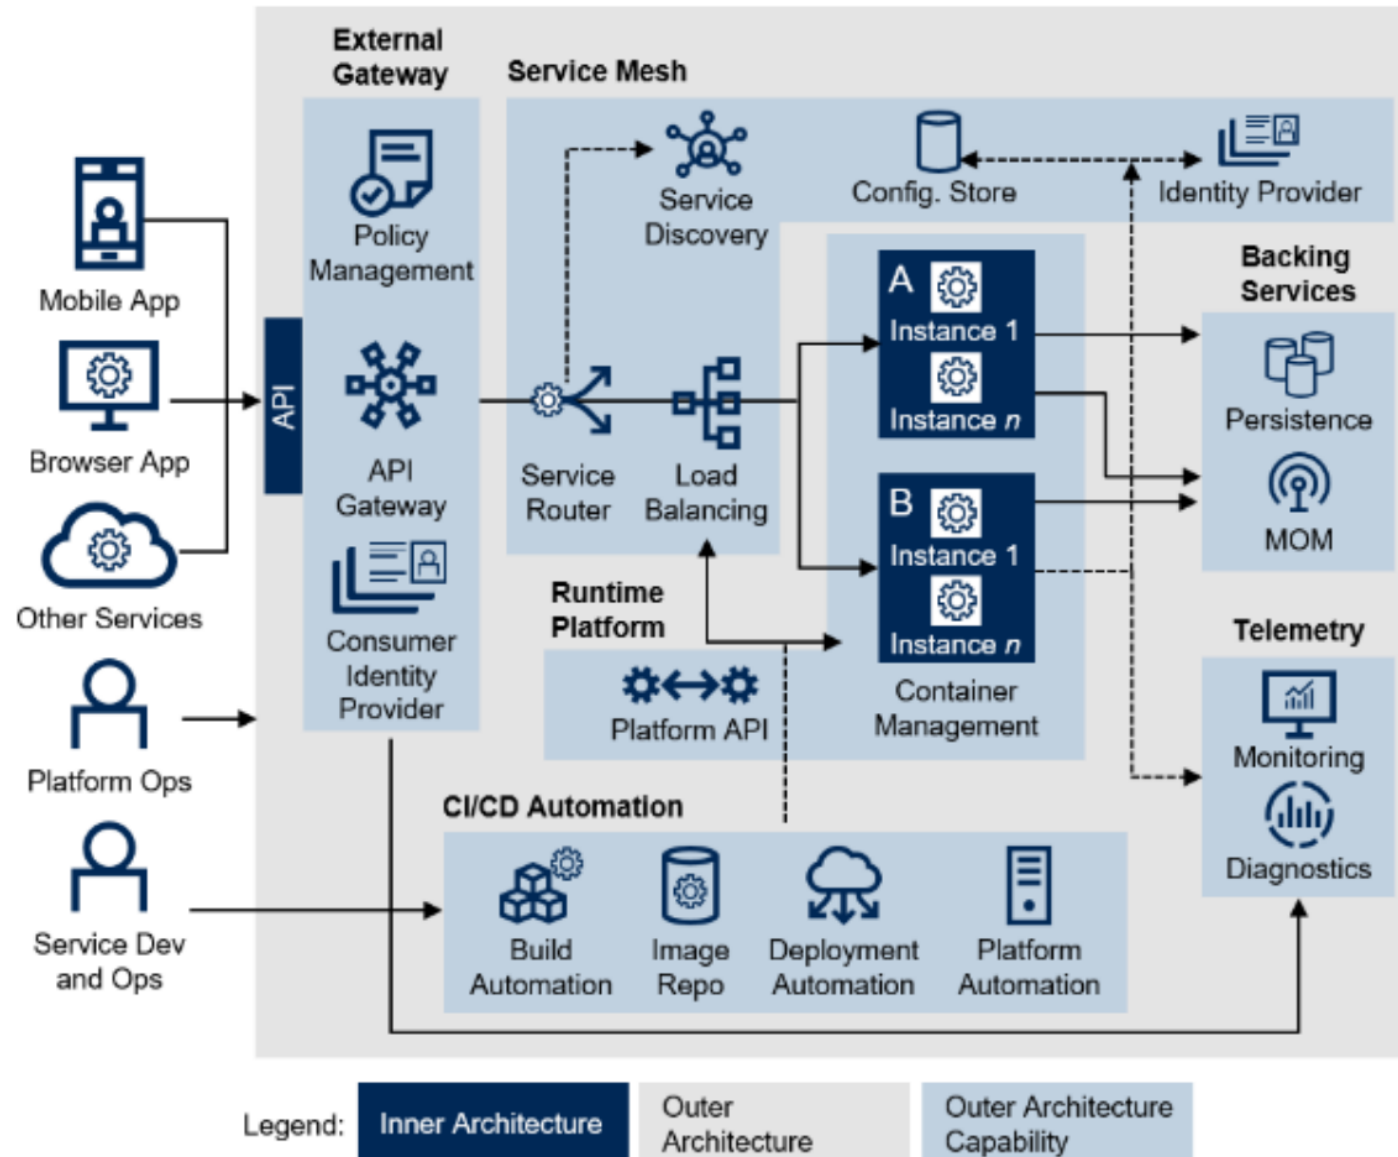 External
Gateway
Service Mesh
Mobile App
Browser App
Other Services
Platform Ops
Service Dev
and Ops
API
Policy
Management
API
Gateway
Consumer
Identity
Provider
Service
Discovery
Config. Store
Identity Provider
Service
Router
Load
Balancing
A
Instance 1
Instance n
B
Instance 1
Instance n
Container
Management
Runtime
Platform
Platform API
Backing
Services
Persistence
MOM
Telemetry
Monitoring
Diagnostics
CI/CD Automation
Build
Automation
Image
Repo
Deployment
Automation
Platform
Automation
Legend:
Inner Architecture
Outer
Architecture
Outer Architecture
Capability